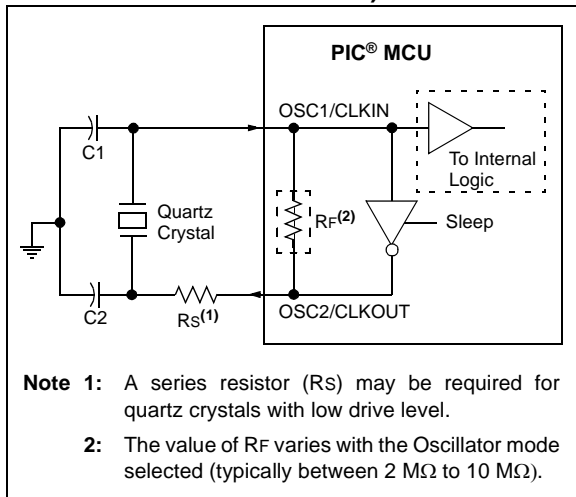 PIC® MCU
OSC1/CLKIN
C1
To Internal
Logic
Quartz
Crystal
RF(2)
Sleep
C2
RS(1)
OSC2/CLKOUT
Note 1: A series resistor (RS) may be required for
quartz crystals with low drive level.
2: The value of RF varies with the Oscillator mode
selected (typically between 2 MΩ to 10 MΩ).